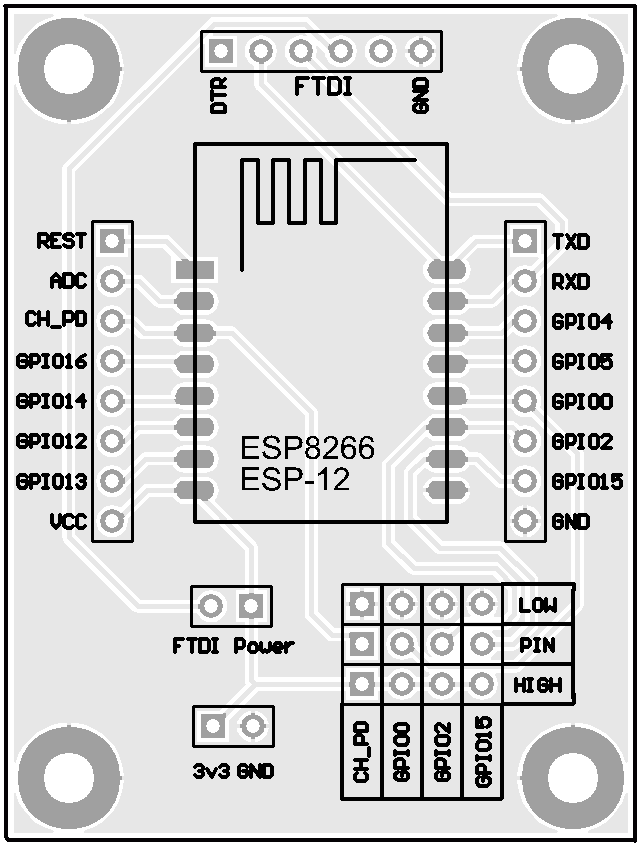 FTDI
DTR
GND
REST
ADC
CH_PD
GPIO16
GPIO14
GPIO12
GPIO13
VCC
TXD
RXD
GPIO4
GPIO5
GPIO0
GPIO2
GPIO15
GND
ESP8266
ESP-12
FTDI Power
LOW
PIN
HIGH
CH_PD
GPIO0
GPIO2
GPIO15
3v3 GND